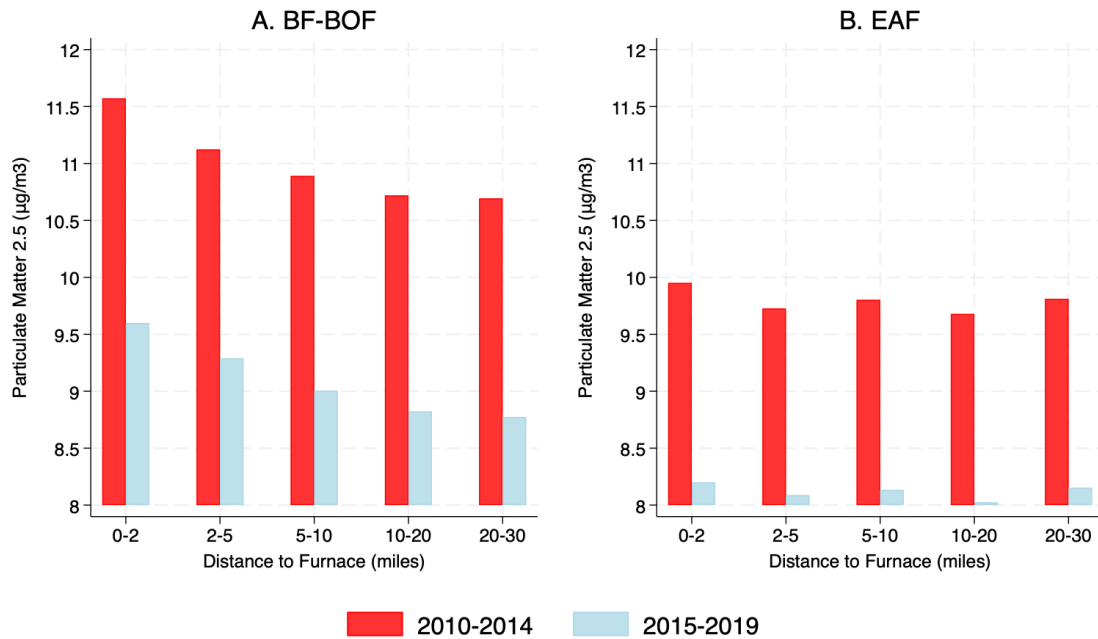 A. BF-BOF
Particulate Matter 2.5 (µg/m3)
12
11.5
11
10.5
10
9.5
9
8.5
8
0-2 2-5 5-10 10-20 20-30
Distance to Furnace (miles)
B. EAF
Particulate Matter 2.5 (µg/m3)
12
11.5
11
10.5
10
9.5
9
8.5
8
0-2 2-5 5-10 10-20 20-30
Distance to Furnace (miles)
2010-2014 2015-2019